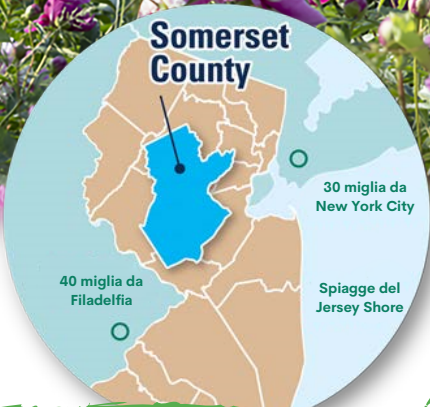 Somerset
County
30 miglia da
New York City
40 miglia da
Filadelfia
Spiagge del
Jersey Shore